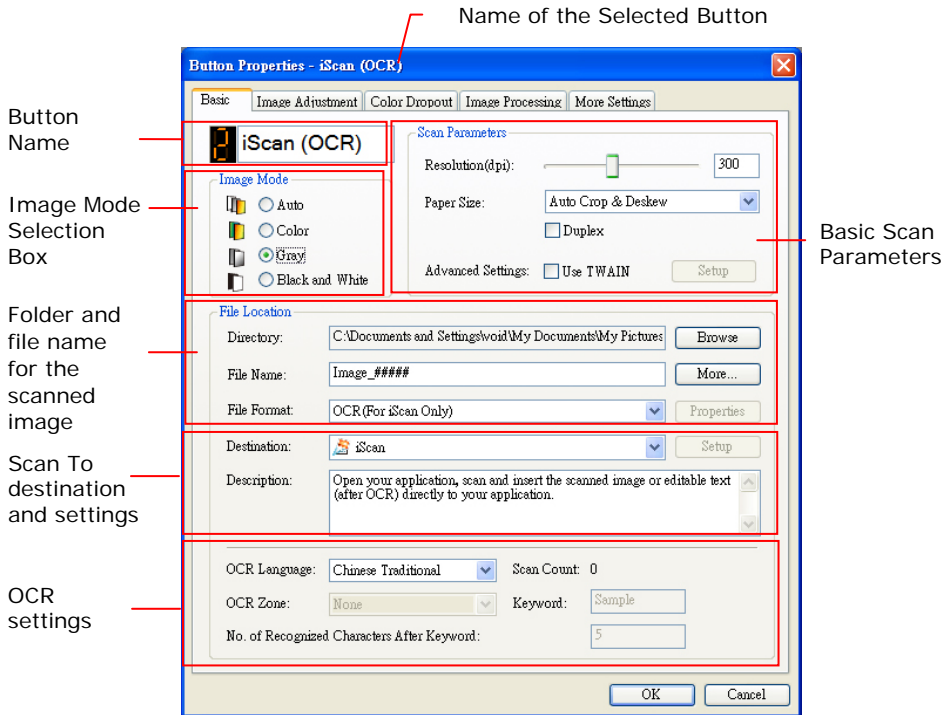 Name of the Selected Button
Button Properties - iScan (OCR)
Basic Image Adjustment Color Dropout Image Processing More Settings
Button
Name
2 iScan (OCR)
Scan Parameters
Resolution(dpi): 300
Paper Size: Auto Crop & Deskew
Duplex
Advanced Settings: Use TWAIN Setup
Basic Scan
Parameters
Image Mode
Selection
Box
Image Mode
Auto
Color
Gray
Black and White
Folder and
file name
for the
scanned
image
File Location
Directory: C:\Documents and Settings\void\My Documents\My Pictures Browse
File Name: Image_##### More...
File Format: OCR(For iScan Only) Properties
Scan To
destination
and settings
Destination: iScan Setup
Description: Open your application, scan and insert the scanned image or editable text
(after OCR) directly to your application.
OCR
settings
OCR Language: Chinese Traditional Scan Count: 0
OCR Zone: None Keyword: Sample
No. of Recognized Characters After Keyword: 5
OK Cancel